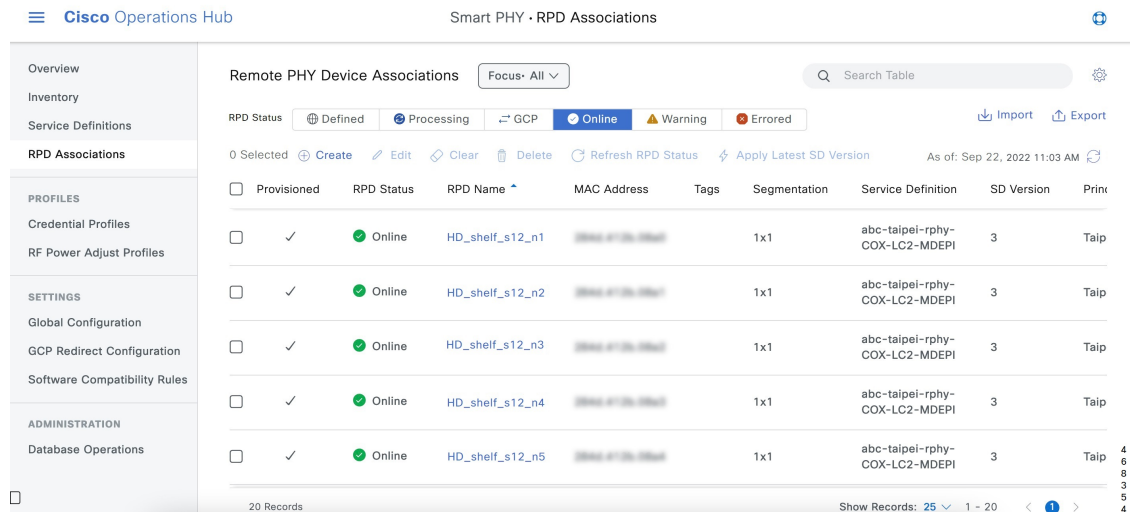 Cisco Operations Hub
Smart PHY • RPD Associations
Overview
Inventory
Service Definitions
RPD Associations
PROFILES
Credential Profiles
RF Power Adjust Profiles
SETTINGS
Global Configuration
GCP Redirect Configuration
Software Compatibility Rules
ADMINISTRATION
Database Operations
Remote PHY Device Associations Focus• All
Search Table
RPD Status Defined Processing GCP Online Warning Errored
Import Export
0 Selected Create Edit Clear Delete Refresh RPD Status Apply Latest SD Version As of: Sep 22, 2022 11:03 AM
Provisioned RPD Status RPD Name MAC Address Tags Segmentation Service Definition SD Version Princ
Online HD_shelf_s12_n1 1x1 abc-taipei-rphy- 3 Taip
COX-LC2-MDEPI
Online HD_shelf_s12_n2 1x1 abc-taipei-rphy- 3 Taip
COX-LC2-MDEPI
Online HD_shelf_s12_n3 1x1 abc-taipei-rphy- 3 Taip
COX-LC2-MDEPI
Online HD_shelf_s12_n4 1x1 abc-taipei-rphy- 3 Taip
COX-LC2-MDEPI
Online HD_shelf_s12_n5 1x1 abc-taipei-rphy- 3 Taip
COX-LC2-MDEPI
20 Records Show Records: 25 1 - 20 1
4
6
8
3
5
4